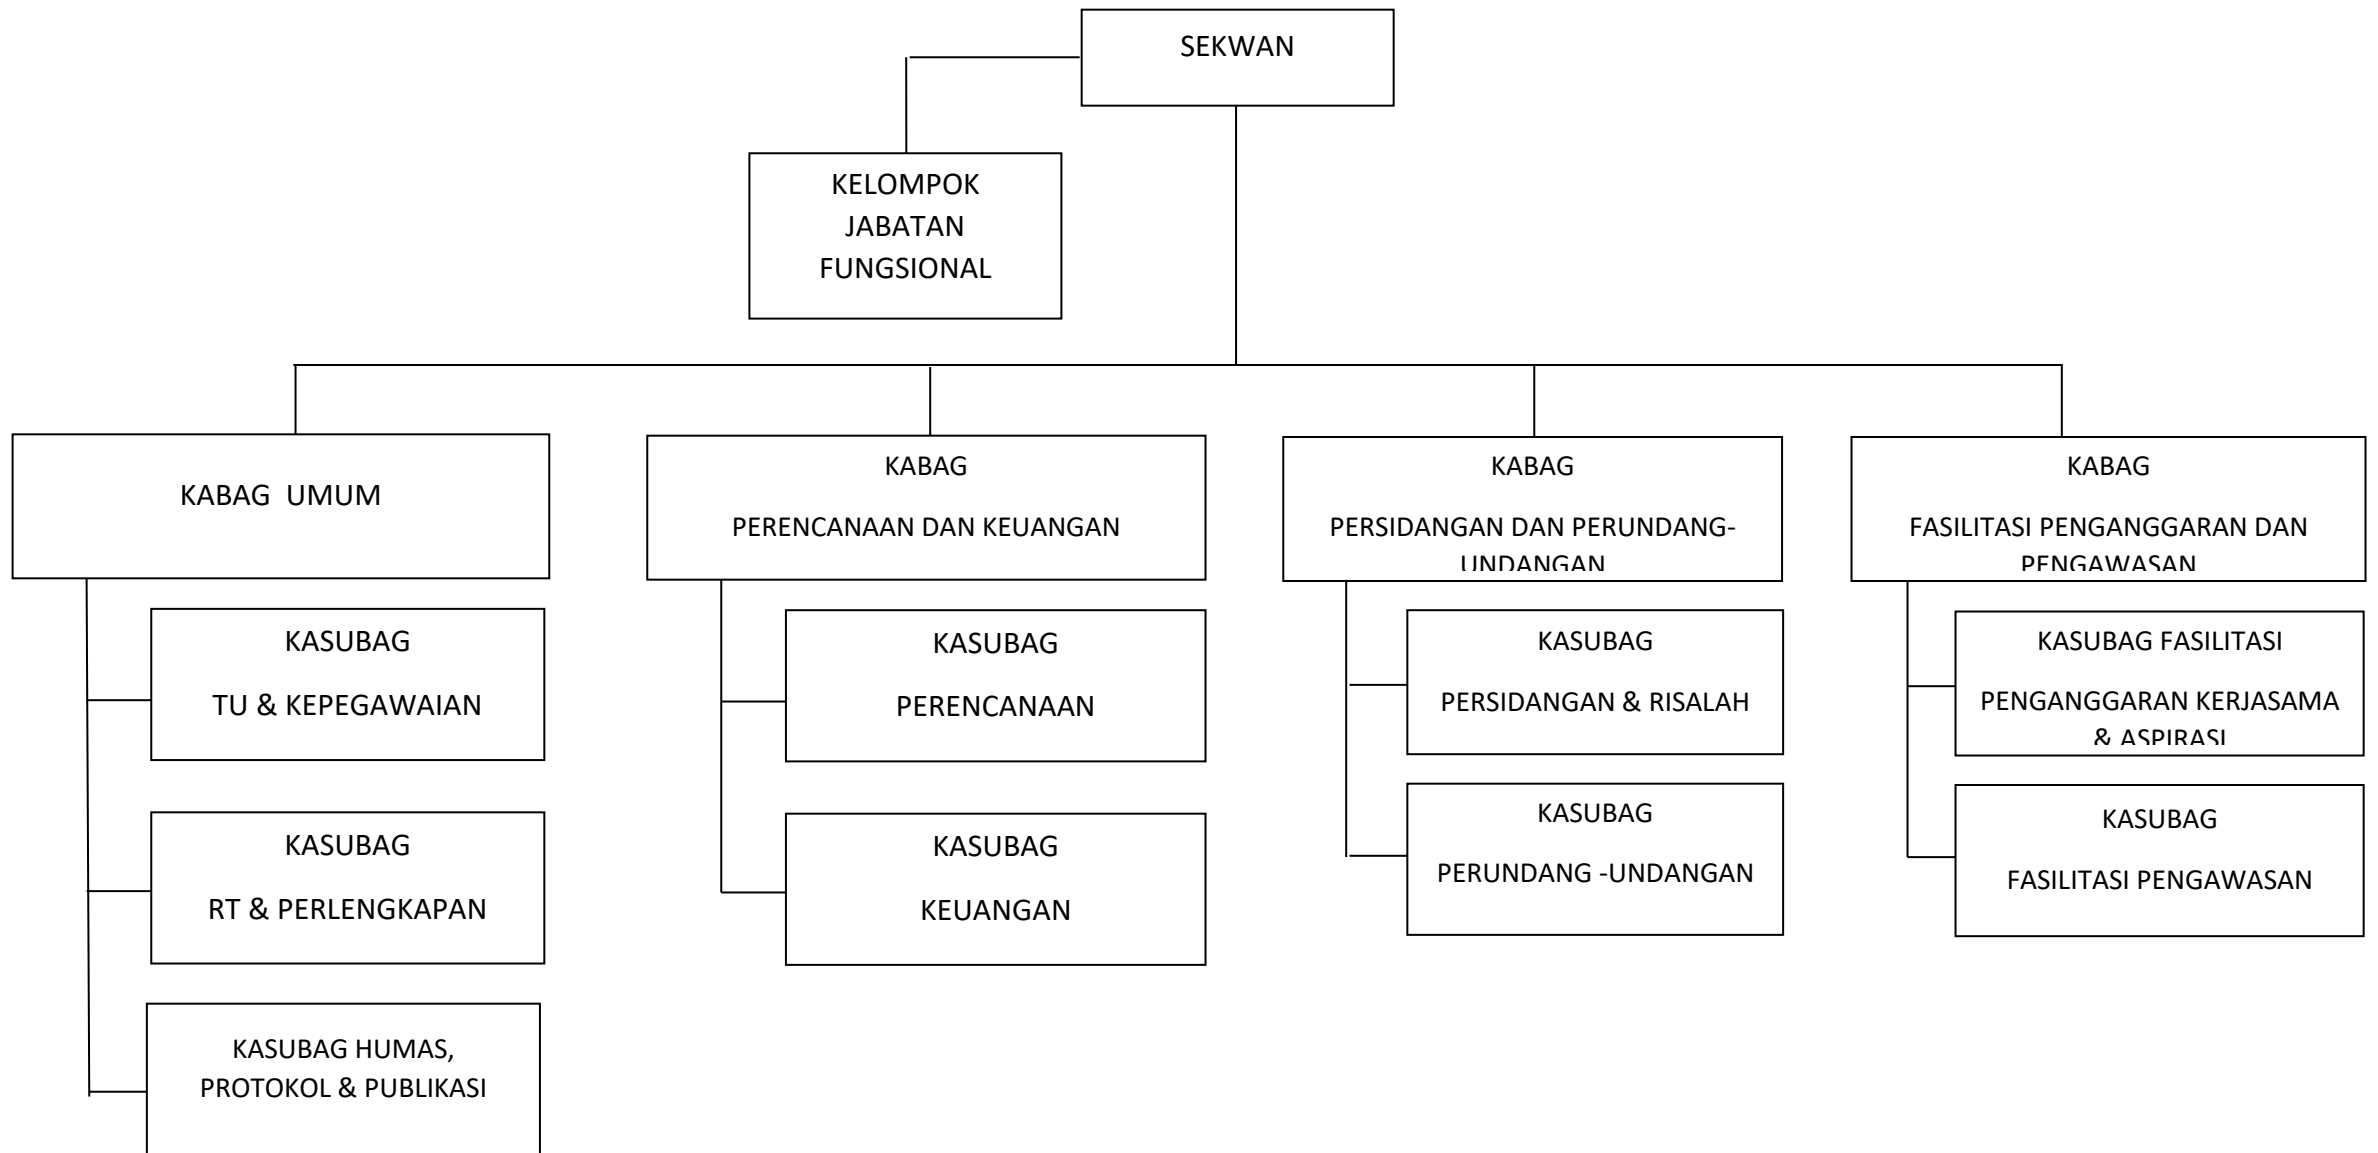 SEKWAN
KELOMPOK
JABATAN
FUNGSIONAL
KABAG UMUM
KASUBAG
TU & KEPEGAWAIAN
KASUBAG
RT & PERLENGKAPAN
KASUBAG HUMAS,
PROTOKOL & PUBLIKASI
KABAG
PERENCANAAN DAN KEUANGAN
KASUBAG
PERENCANAAN
KASUBAG
KEUANGAN
KABAG
PERSIDANGAN DAN PERUNDANG-
UNDANGAN
KASUBAG
PERSIDANGAN & RISALAH
KASUBAG
PERUNDANG -UNDANGAN
KABAG
FASILITASI PENGANGGARAN DAN
PENGAWASAN
KASUBAG FASILITASI
PENGANGGARAN KERJASAMA
& ASPIRASI
KASUBAG
FASILITASI PENGAWASAN